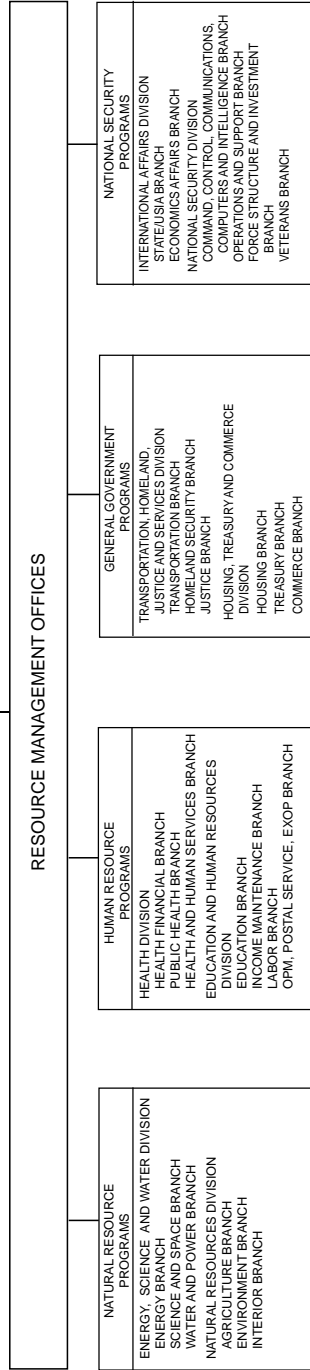 RESOURCE MANAGEMENT OFFICES
NATURAL RESOURCE
PROGRAMS
ENERGY, SCIENCE AND WATER DIVISION
ENERGY BRANCH
SCIENCE AND SPACE BRANCH
WATER AND POWER BRANCH
NATURAL RESOURCES DIVISION
AGRICULTURE BRANCH
ENVIRONMENT BRANCH
INTERIOR BRANCH
HUMAN RESOURCE
PROGRAMS
HEALTH DIVISION
HEALTH FINANCIAL BRANCH
PUBLIC HEALTH BRANCH
HEALTH AND HUMAN SERVICES BRANCH
EDUCATION AND HUMAN RESOURCES
DIVISION
EDUCATION BRANCH
INCOME MAINTENANCE BRANCH
LABOR BRANCH
OPM, POSTAL SERVICE, EXOP BRANCH
GENERAL GOVERNMENT
PROGRAMS
TRANSPORTATION, HOMELAND,
JUSTICE AND SERVICES DIVISION
TRANSPORTATION BRANCH
HOMELAND SECURITY BRANCH
JUSTICE BRANCH
HOUSING, TREASURY AND COMMERCE
DIVISION
HOUSING BRANCH
TREASURY BRANCH
COMMERCE BRANCH
NATIONAL SECURITY
PROGRAMS
INTERNATIONAL AFFAIRS DIVISION
STATE/USIA BRANCH
ECONOMICS AFFAIRS BRANCH
NATIONAL SECURITY DIVISION
COMMAND, CONTROL, COMMUNICATIONS,
COMPUTERS AND INTELLIGENCE BRANCH
OPERATIONS AND SUPPORT BRANCH
FORCE STRUCTURE AND INVESTMENT
BRANCH
VETERANS BRANCH